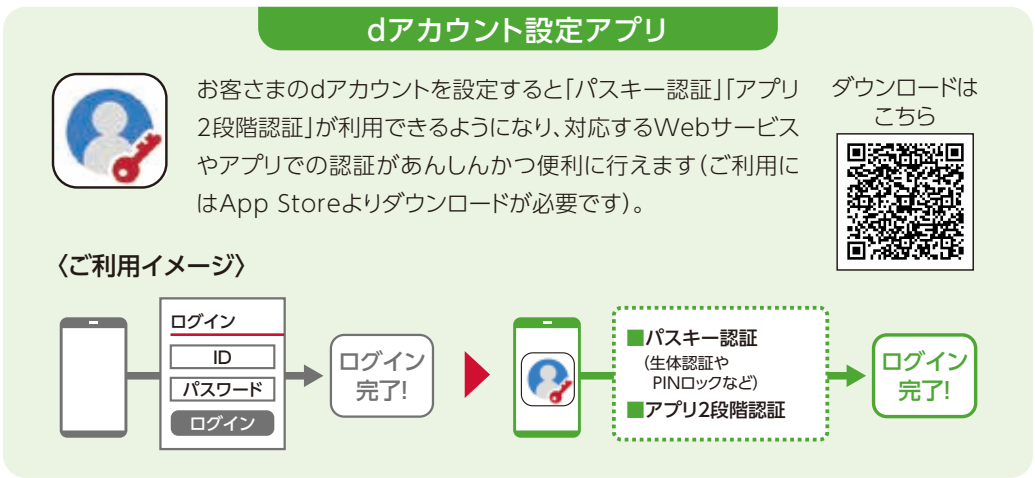 dアカウント設定アプリ
お客さまのdアカウントを設定すると「パスキー認証」「アプリ
2段階認証」が利用できるようになり、対応するWebサービス
やアプリでの認証があんしんかつ便利に行えます（ご利用に
はApp Storeよりダウンロードが必要です）。
ダウンロードは
こちら
〈ご利用イメージ〉
ログイン
ID
パスワード
ログイン
ログイン
完了!
■パスキー認証
(生体認証や
PINロックなど)
■アプリ2段階認証
ログイン
完了!